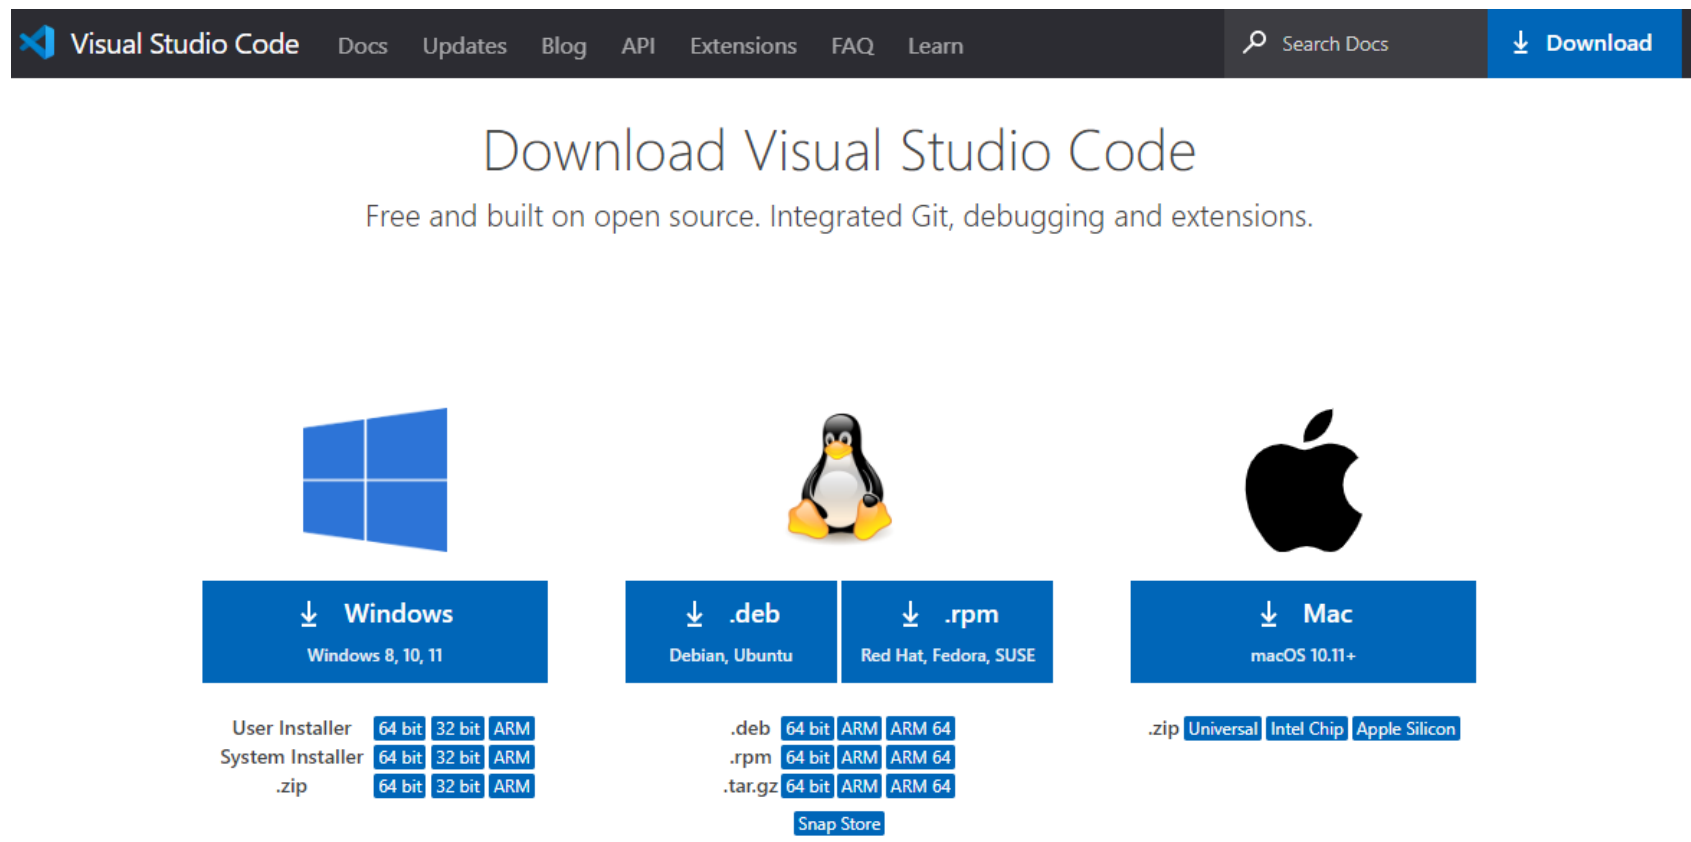 Visual Studio Code Docs Updates Blog API Extensions FAQ Learn Search Docs Download
Download Visual Studio Code
Free and built on open source. Integrated Git, debugging and extensions.
Windows
Windows 8, 10, 11
User Installer 64 bit 32 bit ARM
System Installer 64 bit 32 bit ARM
.zip 64 bit 32 bit ARM
.deb
Debian, Ubuntu
.rpm
Red Hat, Fedora, SUSE
.deb 64 bit ARM ARM 64
.rpm 64 bit ARM ARM 64
.tar.gz 64 bit ARM ARM 64
Snap Store
Mac
macOS 10.11+
.zip Universal Intel Chip Apple Silicon